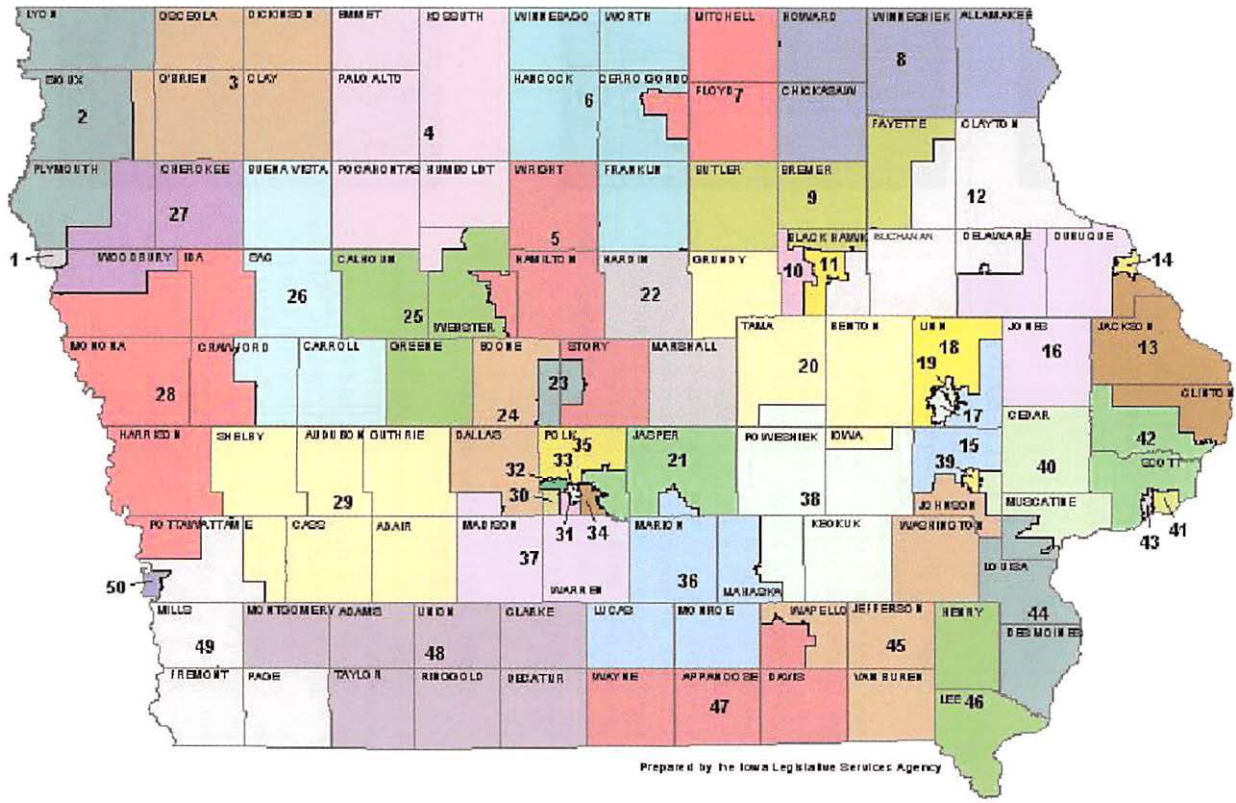 LYON OSCEOLA DICKINSON EMMET KOSSUTH WINNEBAGO WORTH MITCHELL HOWARD WINNESHIEK ALLAMAKEE
8
SIOUX O'BRIEN 3 CLAY PALO ALTO HANCOCK 6 CERRO GORDO FLOYD 7 CHICKASAW
2 4
FAYETTE CLAYTON
PLYMOUTH CHEROKEE BUENA VISTA POCAHONTAS HUMBOLDT WRIGHT FRANKLIN BUTLER BREMER
27 9 12
5 BLACK HAWK BUCHANAN DELAWARE DUBUQUE
1 WOODBURY IDA SAC CALHOUN HAMILTON HARDIN GRUNDY 10 11 14
26 25 WEBSTER 22
TAMA BENTON LINN JONES JACKSON
MONONA CRAWFORD CARROLL GREENE BOONE STORY MARSHALL 20 19 18 16 13
28 23 24 17 CLINTON
CEDAR
HARRISON SHELBY AUDUBON GUTHRIE DALLAS POLK 35 JASPER POWESHIEK IOWA 15 42
32 33 21 39 40 SCOTT
29 30 38 MUSCATINE
31 34 JOHNSON
POTTAWATTAMIE CASS ADAIR MADISON 37 MARION KEOKUK WASHINGTON 43 41
WARREN 36 MAHASKA LOUISA
50
MILLS MONTGOMERY ADAMS UNION CLARKE LUCAS MONROE WAPELLO JEFFERSON HENRY 44
49 48 45 DES MOINES
FREMONT PAGE TAYLOR RINGGOLD DECATUR WAYNE APPANOOSE DAVIS VAN BUREN
47 LEE 46
Prepared by the Iowa Legislative Services Agency